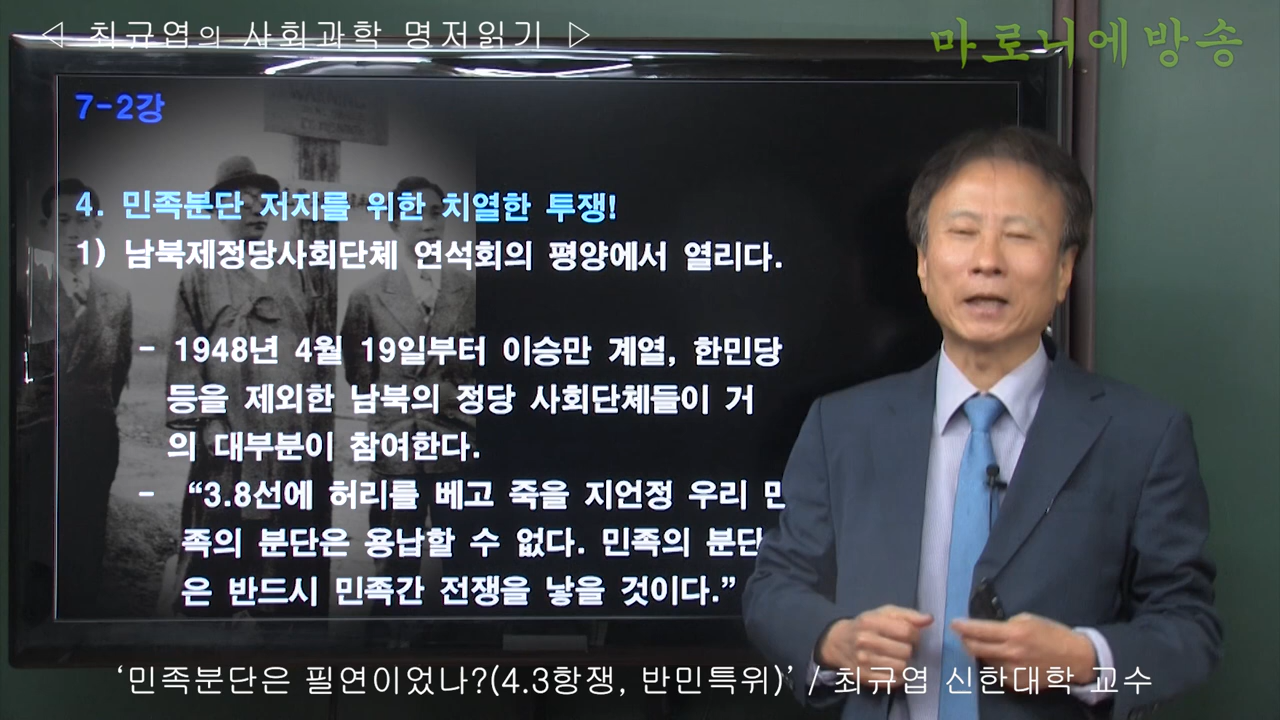 ◁ 최규엽의 사회과학 명저읽기 ▷
마로니에방송
7-2강
4. 민족분단 저지를 위한 치열한 투쟁!
1) 남북제정당사회단체 연석회의 평양에서 열리다.
- 1948년 4월 19일부터 이승만 계열, 한민당
등을 제외한 남북의 정당 사회단체들이 거
의 대부분이 참여한다.
- “3.8선에 허리를 베고 죽을 지언정 우리 민
족의 분단은 용납할 수 없다. 민족의 분단
은 반드시 민족간 전쟁을 낳을 것이다.”
‘민족분단은 필연이었나?(4.3항쟁, 반민특위)’ / 최규엽 신한대학 교수